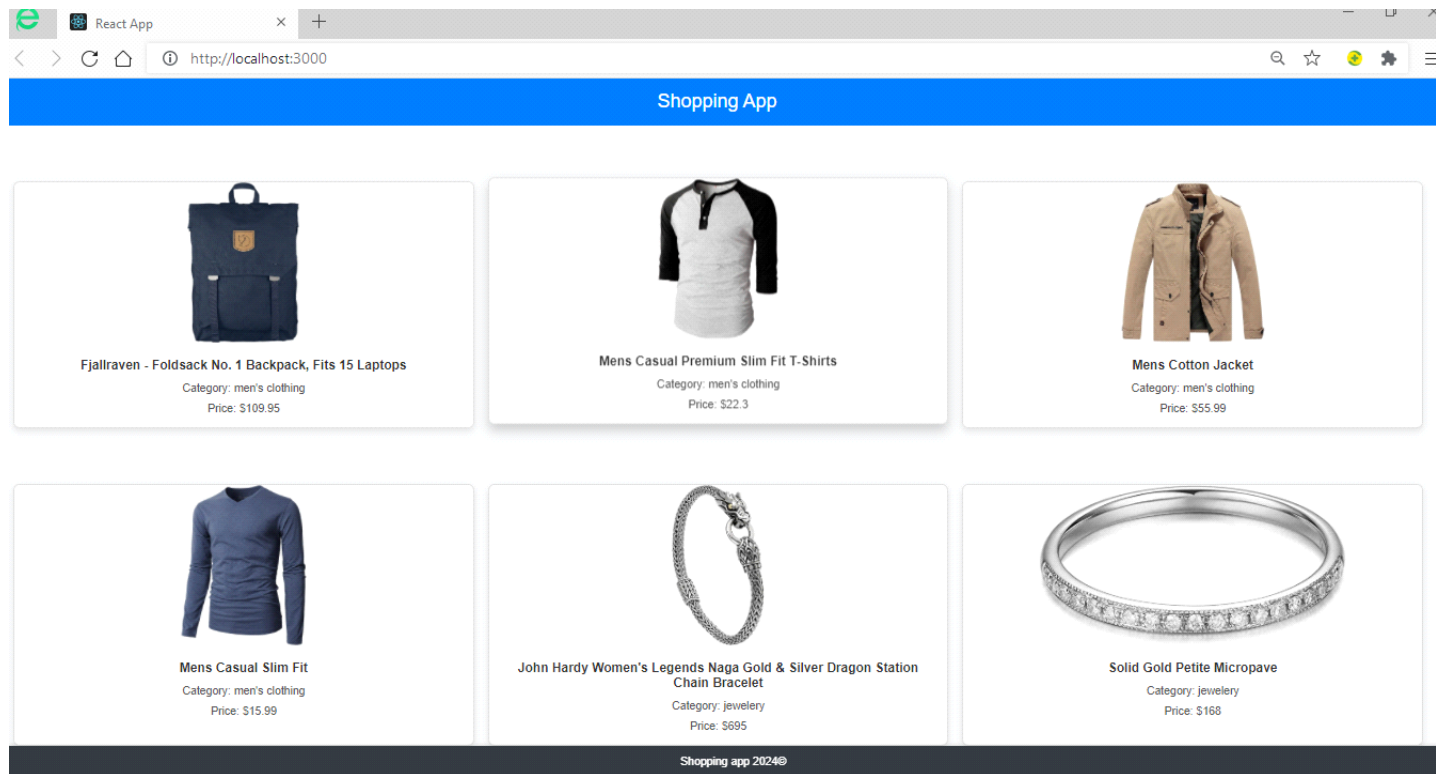 React App
http://localhost:3000
Shopping App
Fjallraven - Foldsack No. 1 Backpack, Fits 15 Laptops
Category: men's clothing
Price: $109.95
Mens Casual Premium Slim Fit T-Shirts
Category: men's clothing
Price: $22.3
Mens Cotton Jacket
Category: men's clothing
Price: $55.99
Mens Casual Slim Fit
Category: men's clothing
Price: $15.99
John Hardy Women's Legends Naga Gold & Silver Dragon Station
Chain Bracelet
Category: jewelery
Price: $695
Solid Gold Petite Micropave
Category: jewelery
Price: $168
Shopping app 2024©